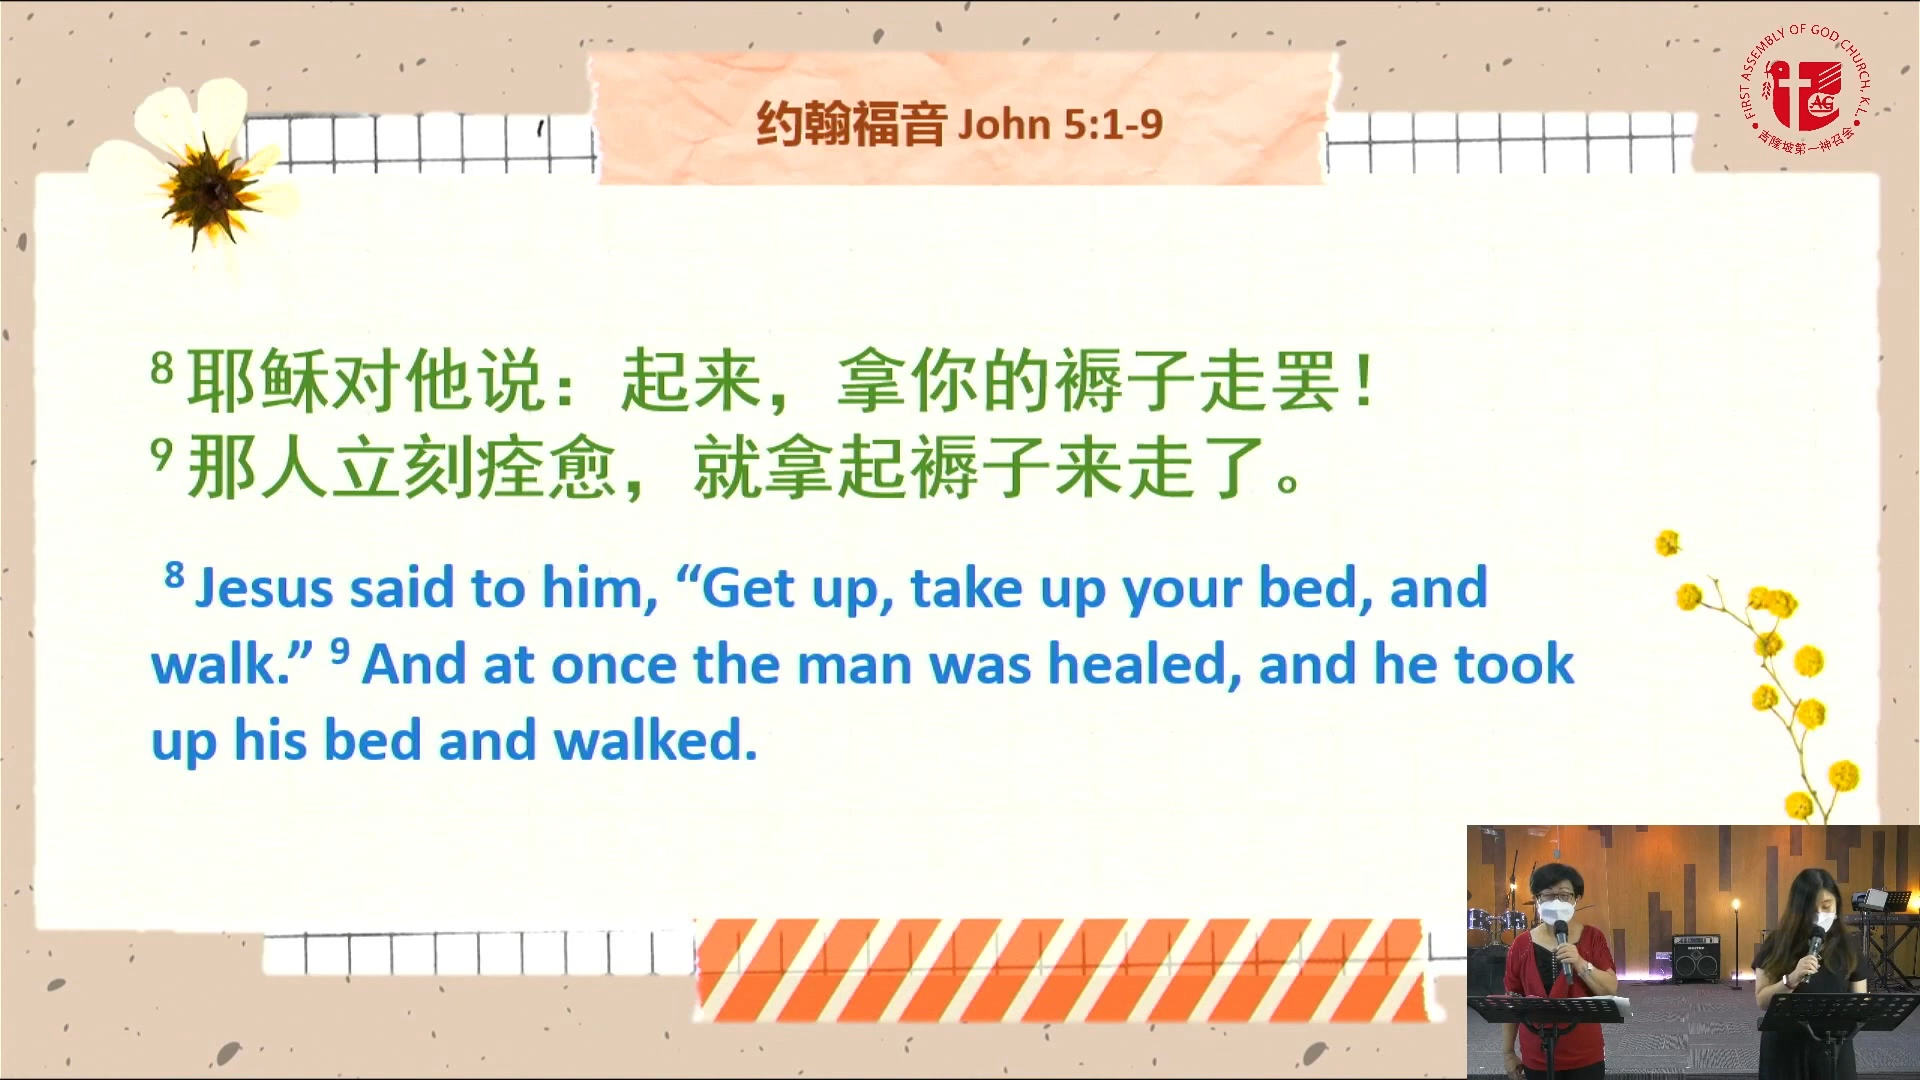 约翰福音 John 5:1-9
FIRST ASSEMBLY OF GOD CHURCH, K.L.
AG
吉隆坡第一神召会
8 耶稣对他说：起来，拿你的褥子走罢！
9 那人立刻痊愈，就拿起褥子来走了。
8 Jesus said to him, “Get up, take up your bed, and
walk.” 9 And at once the man was healed, and he took
up his bed and walked.